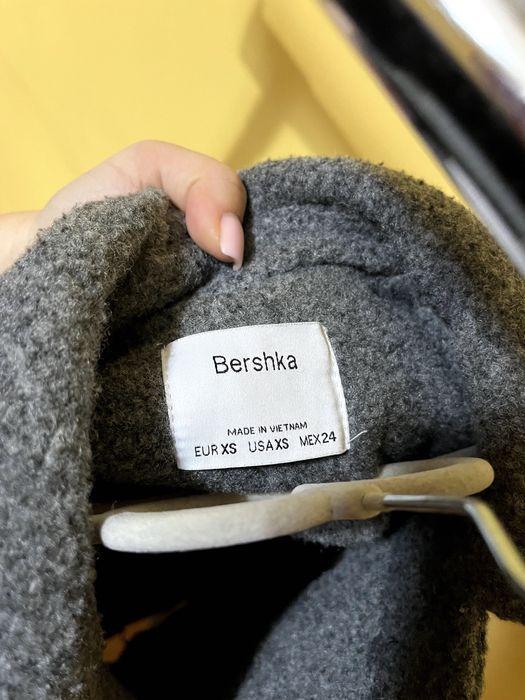 Bershka
MADE IN VIETNAM
EUR XS USA XS MEX 24